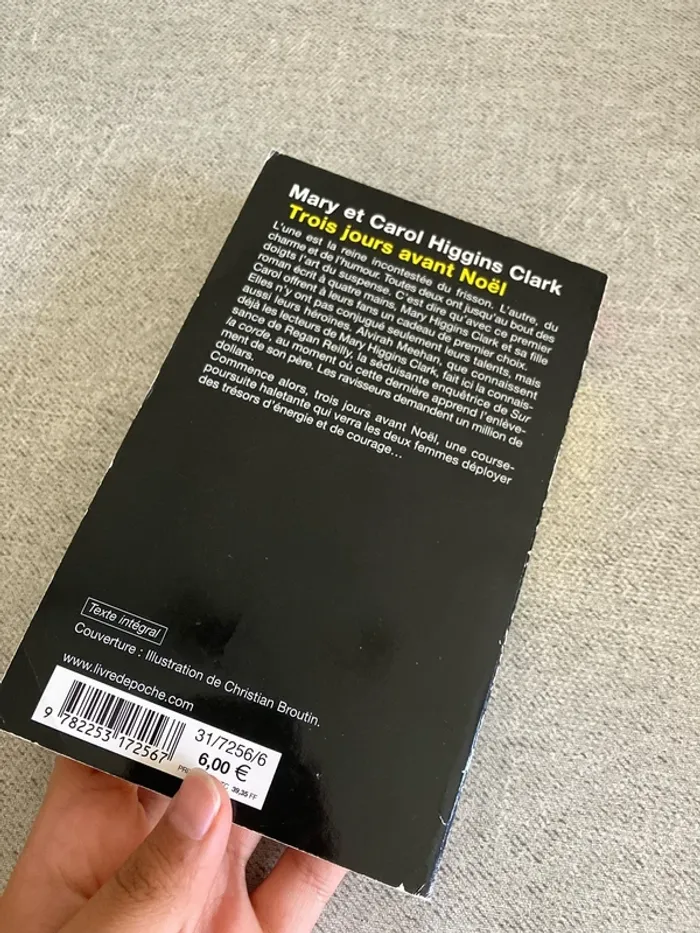 Mary et Carol Higgins Clark
Trois jours avant Noël
L'une est la reine incontestée du frisson. L'autre, du
charme et de l'humour. Toutes deux ont jusqu'au bout des
doigts l'art du suspense. C'est dire qu'avec ce premier
roman écrit à quatre mains, Mary Higgins Clark et sa fille
Carol offrent à leurs fans un cadeau de premier choix.
Elles n'y ont pas conjugué seulement leurs talents, mais
aussi leurs héroïnes. Alvirah Meehan, que connaissent
déjà les lecteurs de Mary Higgins Clark, fait ici la connais-
sance de Regan Reilly, la séduisante enquêtrice de Sur
la corde, au moment où cette dernière apprend l'enlève-
ment de son père. Les ravisseurs demandent un million de
dollars.
Commence alors, trois jours avant Noël, une course-
poursuite haletante qui verra les deux femmes déployer
des trésors d'énergie et de courage...
Texte intégral
Couverture : Illustration de Christian Broutin.
www.livredepoche.com
9 782253 172567
31/7256/6
6,00 €
39,35 FF